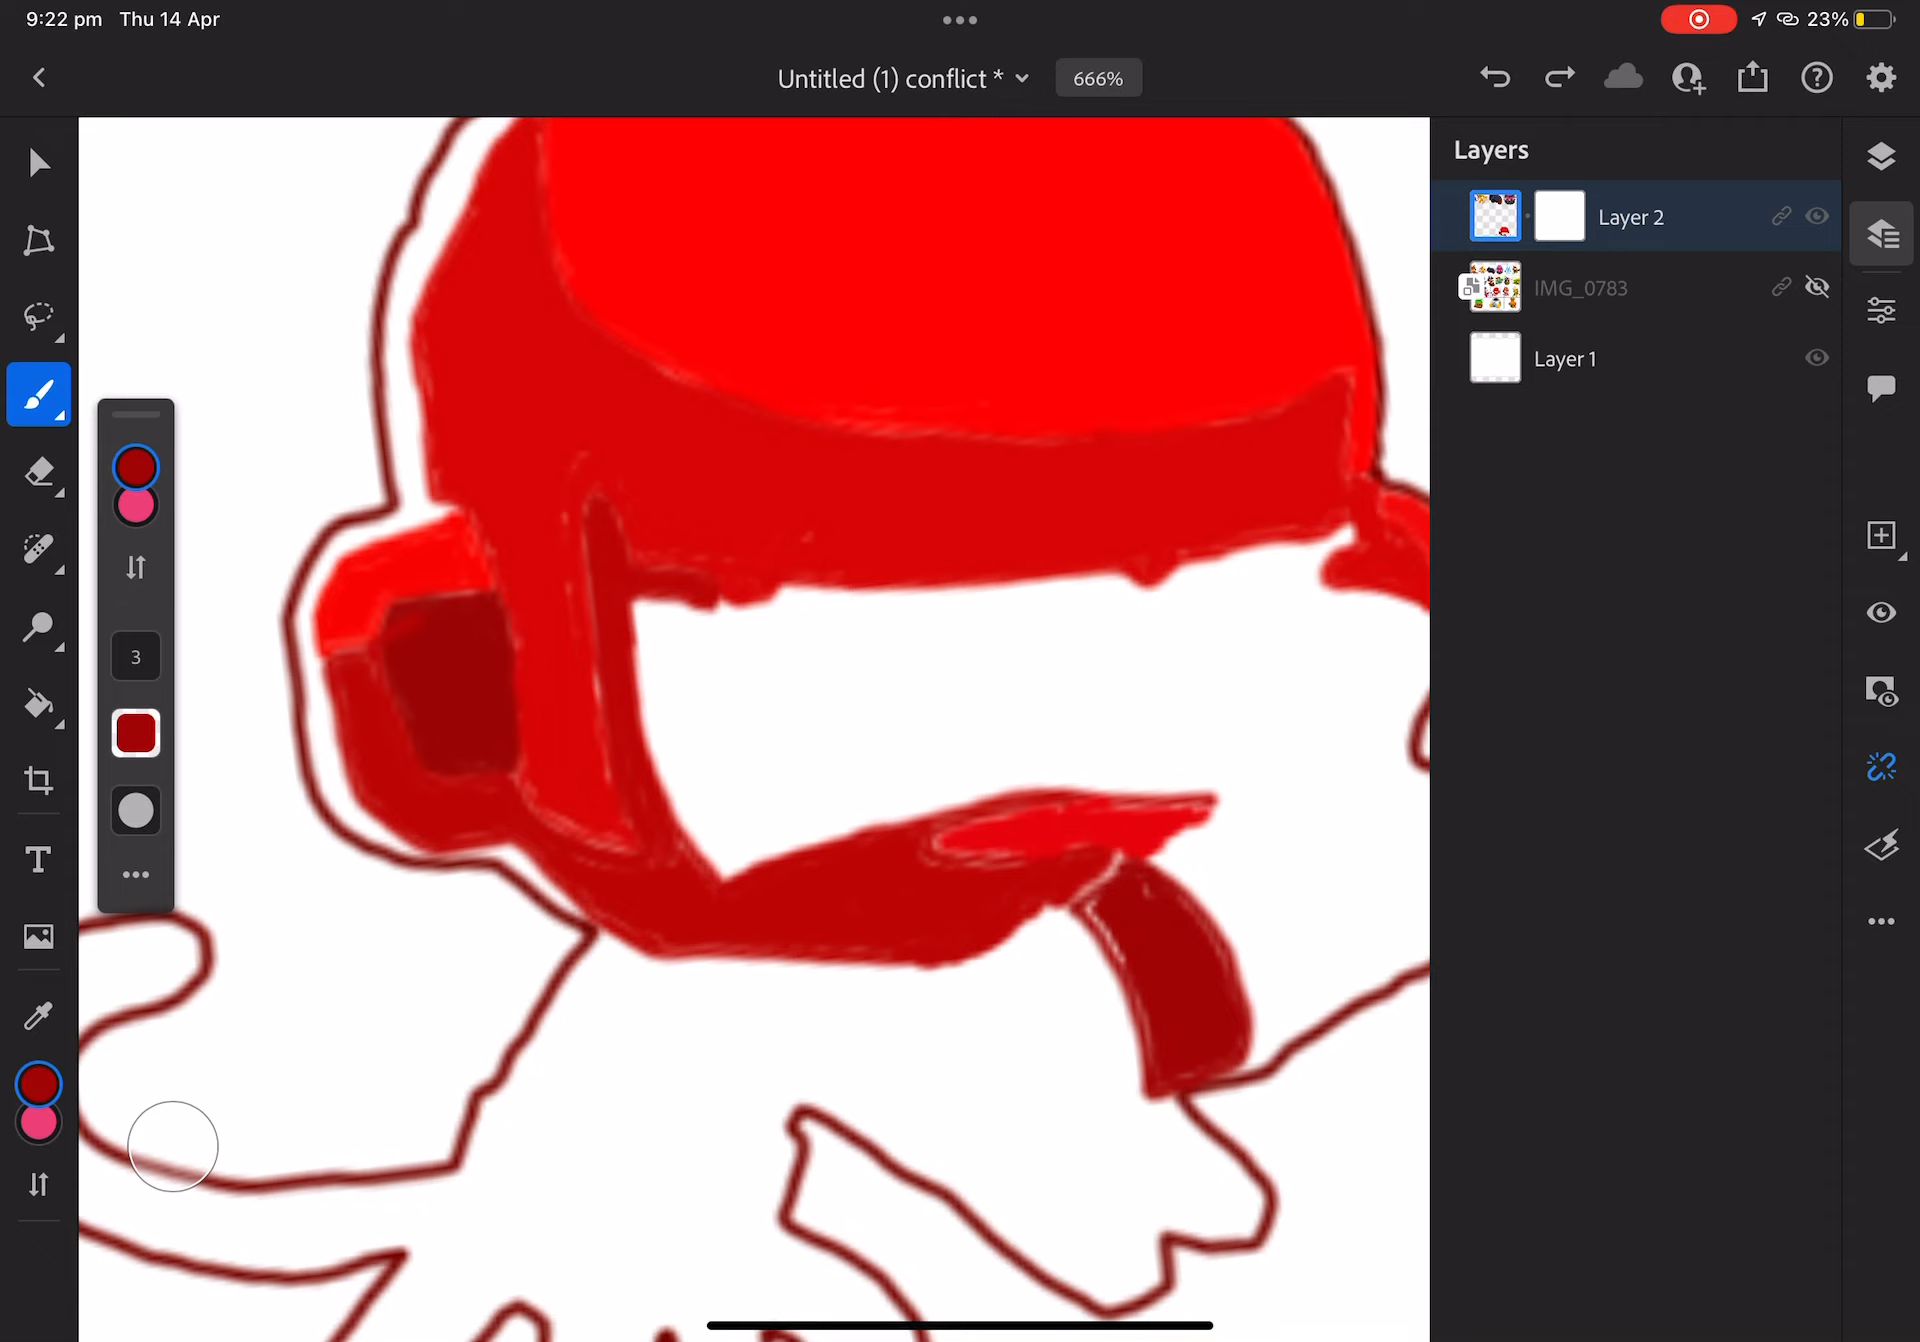 9:22 pm Thu 14 Apr
23%
Untitled (1) conflict *
666%
Layers
Layer 2
IMG_0783
Layer 1
3